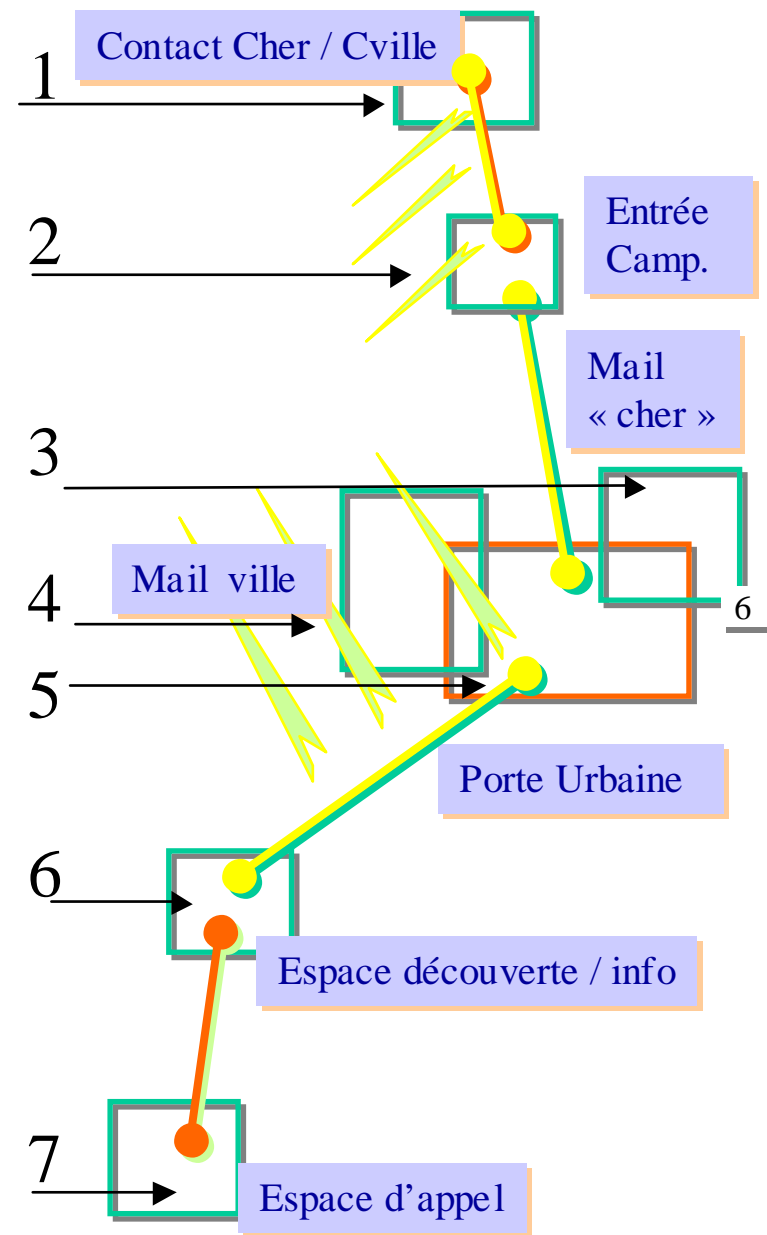 Contact Cher / Cville
1
2
Entrée
Camp.
Mail
« cher »
3
Mail ville
4
6
5
Porte Urbaine
6
Espace découverte / info
7
Espace d’appel